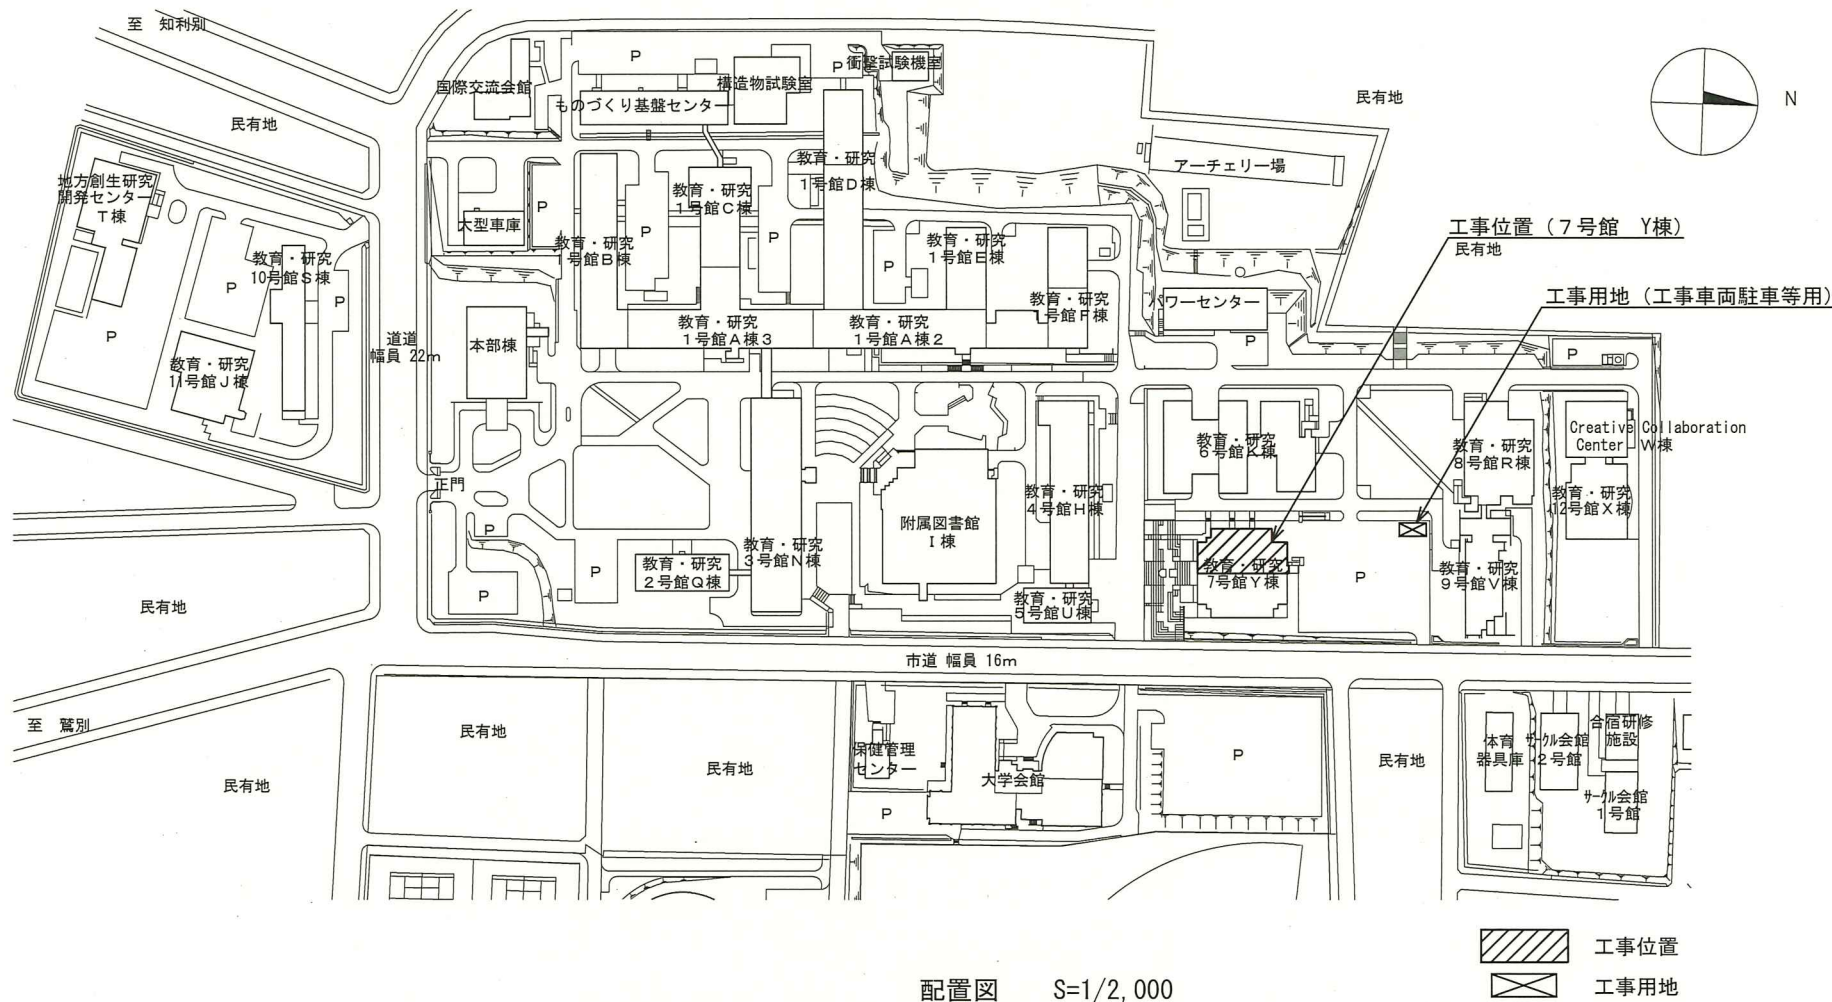 至 知利別
民有地
国際交流会館
P
ものづくり基盤センター
構造物試験室
P
衝撃試験機室
民有地
N
アーチェリー場
地方創生研究
開発センター
T棟
教育・研究
10号館S棟
P
P
P
教育・研究
11号館J棟
道道
幅員 22m
大型車庫
P
教育・研究
1号館B棟
P
教育・研究
1号館C棟
P
教育・研究
1号館D棟
P
教育・研究
1号館E棟
教育・研究
1号館F棟
工事位置（7号館 Y棟）
民有地
パワーセンター
P
工事用地（工事車両駐車等用）
P
本部棟
教育・研究
1号館A棟3
教育・研究
1号館A棟2
正門
P
P
P
教育・研究
2号館Q棟
教育・研究
3号館N棟
附属図書館
I棟
教育・研究
4号館H棟
教育・研究
5号館U棟
教育・研究
6号館K棟
教育・研究
7号館Y棟
P
教育・研究
8号館R棟
教育・研究
9号館V棟
Creative Collaboration
Center W棟
教育・研究
12号館X棟
民有地
市道 幅員 16m
至 鷲別
民有地
民有地
民有地
保健管理
センター
P
大学会館
P
民有地
体育
器具庫
ｻｰｸﾙ会館
2号館
合宿研修
施設
ｻｰｸﾙ会館
1号館
工事位置
工事用地
配置図 S=1/2,000